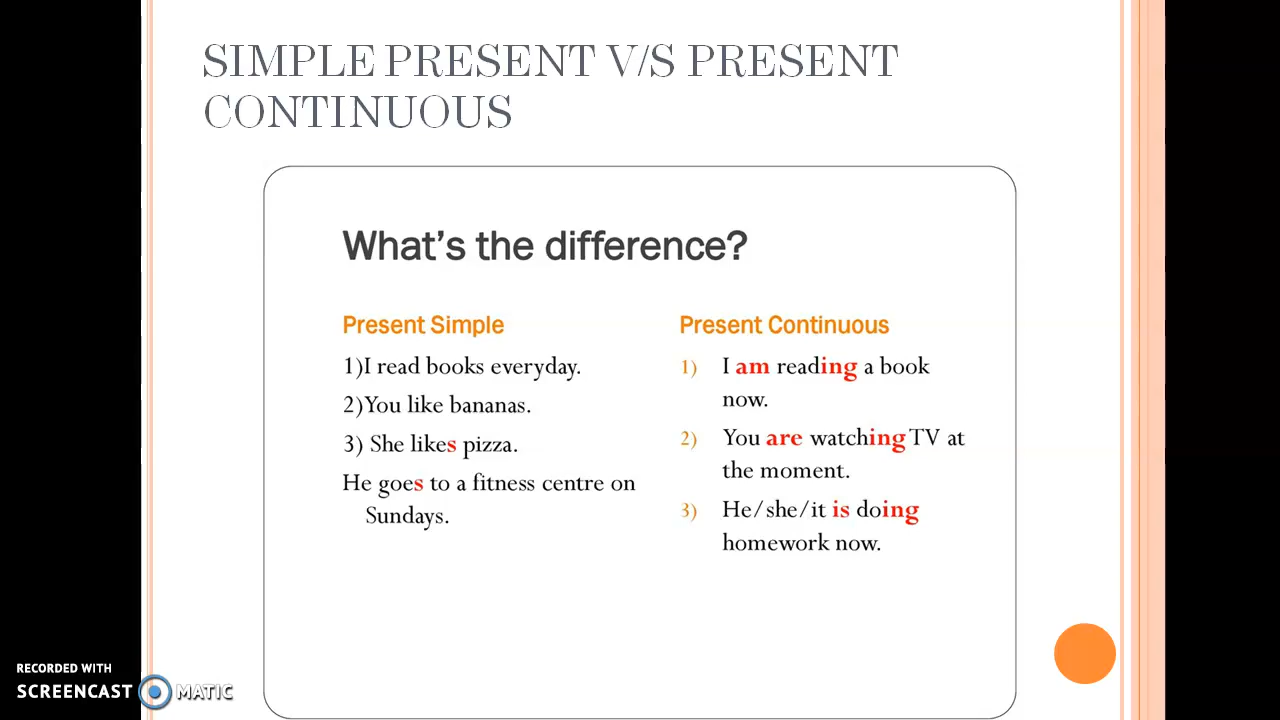 SIMPLE PRESENT V/S PRESENT
CONTINUOUS
What's the difference?
Present Simple
1)I read books everyday.
2)You like bananas.
3) She likes pizza.
He goes to a fitness centre on
Sundays.
Present Continuous
1) I am reading a book
now.
2) You are watching TV at
the moment.
3) He/she/it is doing
homework now.
RECORDED WITH
SCREENCAST MATIC